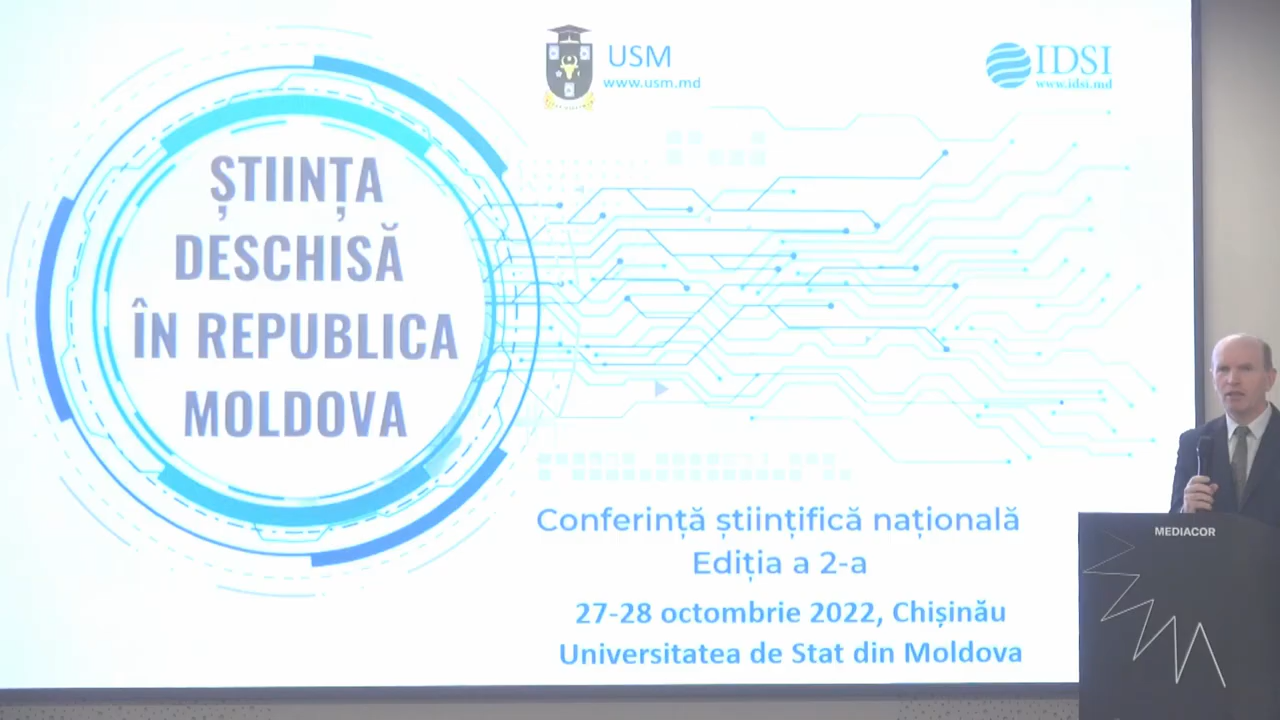 USM
www.usm.md
IDSI
www.idsi.md
ȘTIINȚA
DESCHISĂ
ÎN REPUBLICA
MOLDOVA
Conferință științifică națională
Ediția a 2-a
27-28 octombrie 2022, Chișinău
Universitatea de Stat din Moldova
MEDIACOR